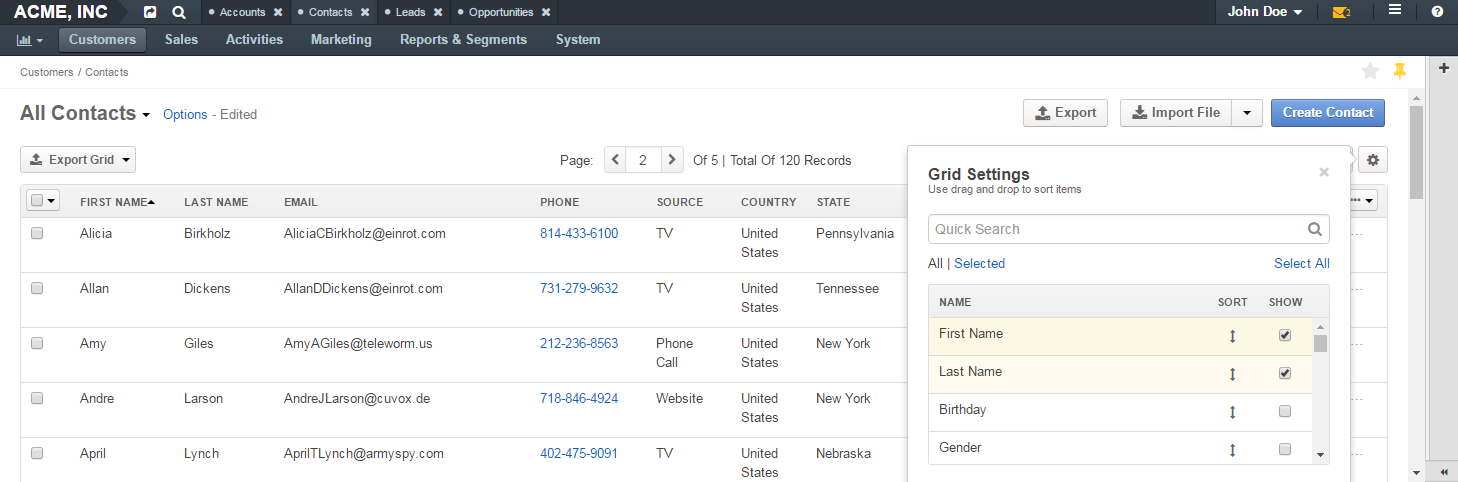 ACME, INC Accounts × Contacts × Leads × Opportunities × John Doe 2
Customers Sales Activities Marketing Reports & Segments System
Customers / Contacts
All Contacts Options - Edited Export Import File Create Contact
Export Grid Page: 2 Of 5 | Total Of 120 Records
FIRST NAME LAST NAME EMAIL PHONE SOURCE COUNTRY STATE
Alicia Birkholz AliciaCBirkholz@einrot.com 814-433-6100 TV United States Pennsylvania
Allan Dickens AllanDDickens@einrot.com 731-279-9632 TV United States Tennessee
Amy Giles AmyAGiles@teleworm.us 212-236-8563 Phone Call United States New York
Andre Larson AndreJLarson@cuvox.de 718-846-4924 Website United States New York
April Lynch AprilTLynch@armyspy.com 402-475-9091 TV United States Nebraska
Grid Settings ×
Use drag and drop to sort items
Quick Search
All | Selected Select All
NAME SORT SHOW
First Name
Last Name
Birthday
Gender